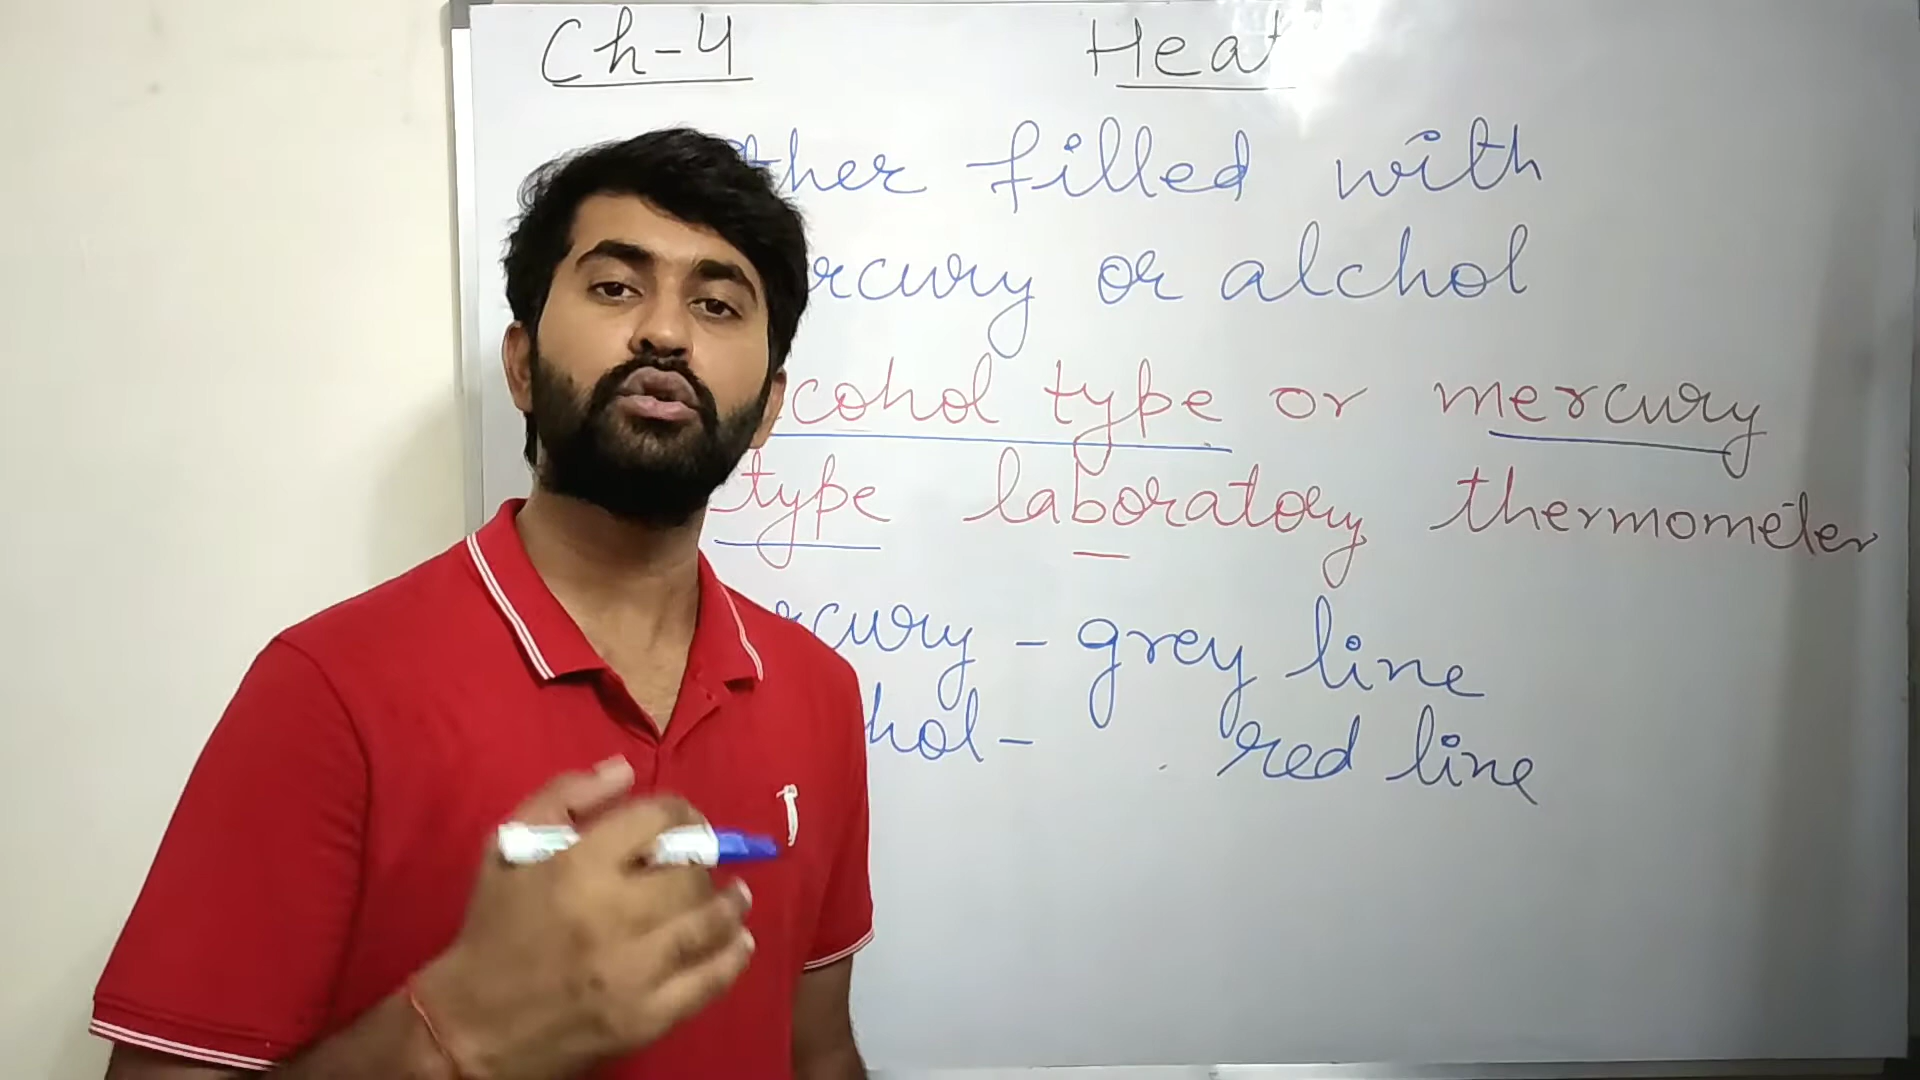 Ch-4 Heat
ther filled with
rcury or alchol
cohol type or mercury
type laboratory thermometer
rcury - grey line
hol - red line